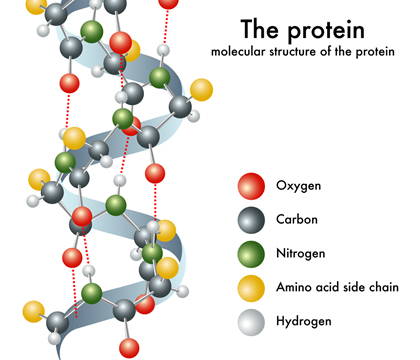 The protein
molecular structure of the protein
Oxygen
Carbon
Nitrogen
Amino acid side chain
Hydrogen